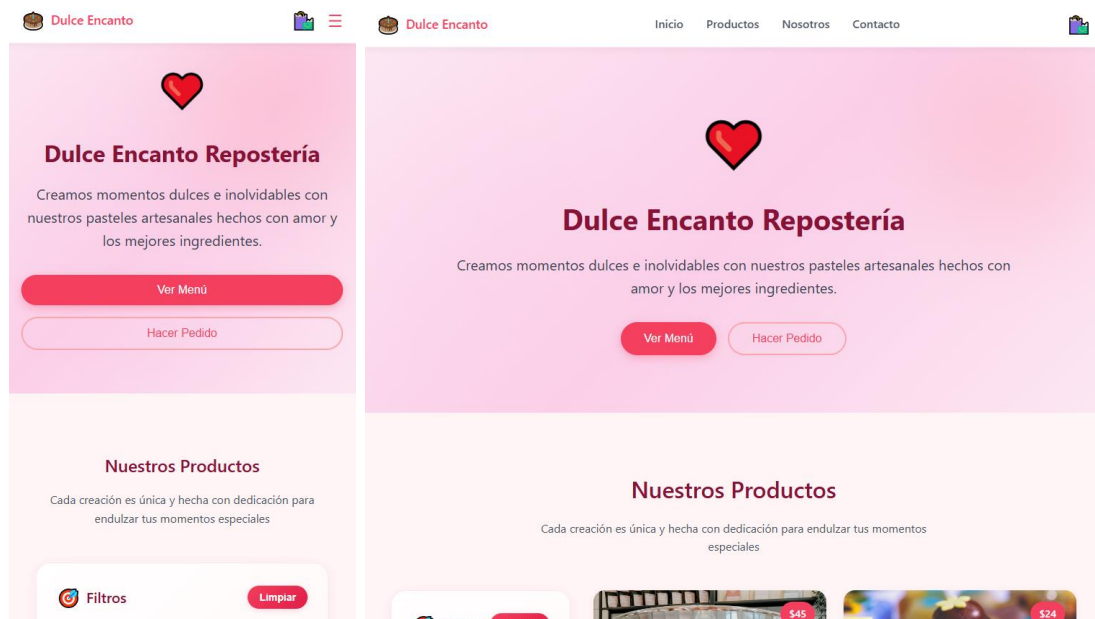 Dulce Encanto
Dulce Encanto Repostería
Creamos momentos dulces e inolvidables con
nuestros pasteles artesanales hechos con amor y
los mejores ingredientes.
Ver Menú
Hacer Pedido
Nuestros Productos
Cada creación es única y hecha con dedicación para
endulzar tus momentos especiales
Filtros
Limpiar
Dulce Encanto
Inicio
Productos
Nosotros
Contacto
Dulce Encanto Repostería
Creamos momentos dulces e inolvidables con nuestros pasteles artesanales hechos con
amor y los mejores ingredientes.
Ver Menú
Hacer Pedido
Nuestros Productos
Cada creación es única y hecha con dedicación para endulzar tus momentos
especiales
$45
$24